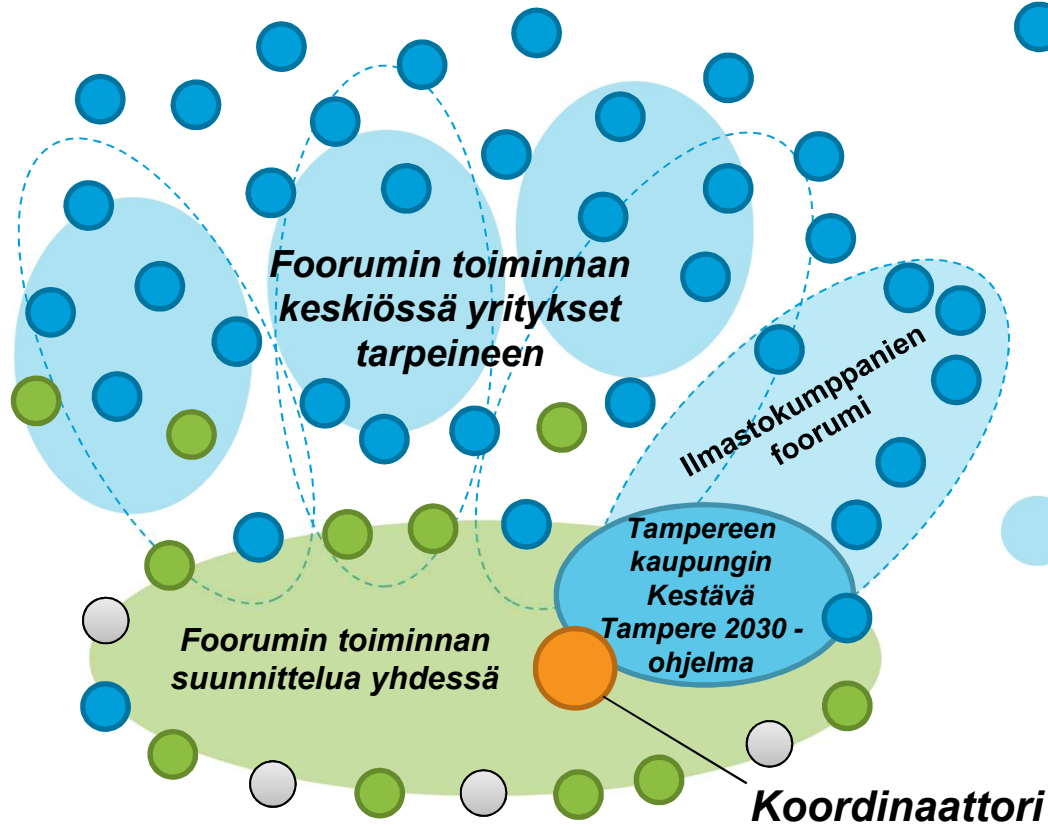 Foorumin toiminnan
keskiössä yritykset
tarpeineen
Ilmastokumppanien
foorumi
Tampereen
kaupungin
Kestävä
Tampere 2030 -
ohjelma
Foorumin toiminnan
suunnittelua yhdessä
Koordinaattori